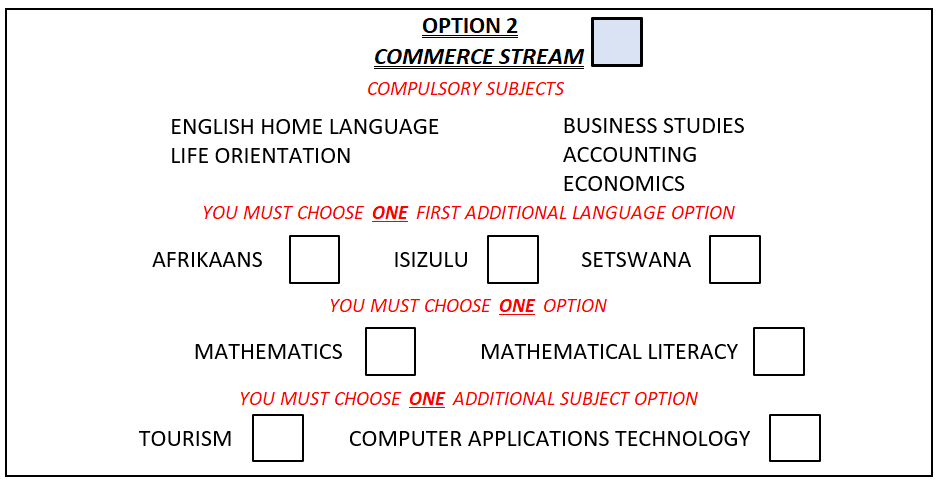 OPTION 2
COMMERCE STREAM
COMPULSORY SUBJECTS
ENGLISH HOME LANGUAGE
LIFE ORIENTATION
BUSINESS STUDIES
ACCOUNTING
ECONOMICS
YOU MUST CHOOSE ONE FIRST ADDITIONAL LANGUAGE OPTION
AFRIKAANS ISIZULU SETSWANA
YOU MUST CHOOSE ONE OPTION
MATHEMATICS MATHEMATICAL LITERACY
YOU MUST CHOOSE ONE ADDITIONAL SUBJECT OPTION
TOURISM COMPUTER APPLICATIONS TECHNOLOGY